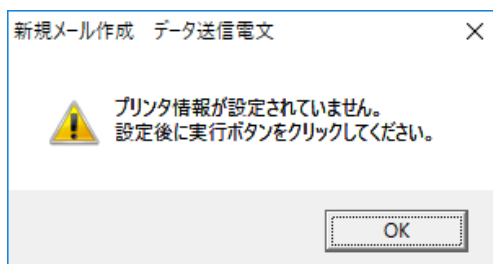 新規メール作成　データ送信電文
プリンタ情報が設定されていません。
設定後に実行ボタンをクリックしてください。
OK